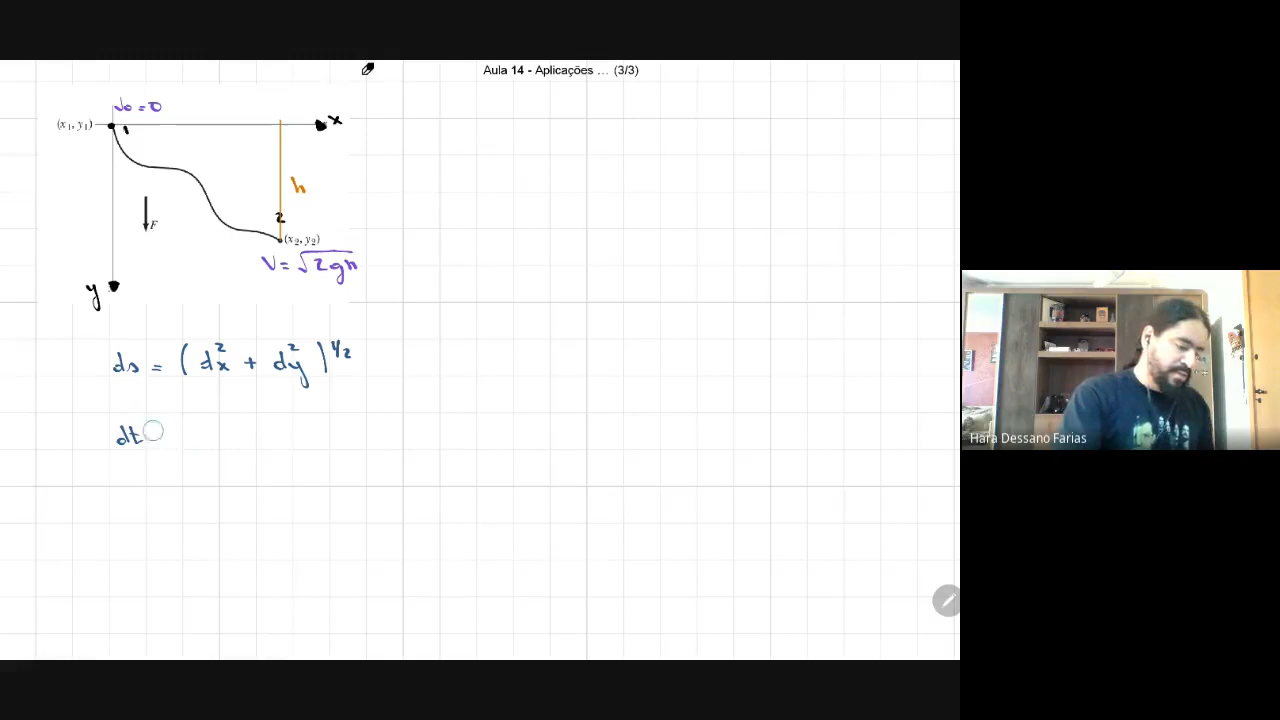 Aula 14 - Aplicações ... (3/3)
v₀ = 0
(x₁, y₁)
1
x
h
F
2
(x₂, y₂)
V = √2gh
y
ds = (dx² + dy²)^1/2
dt
Hara Dessano Farias